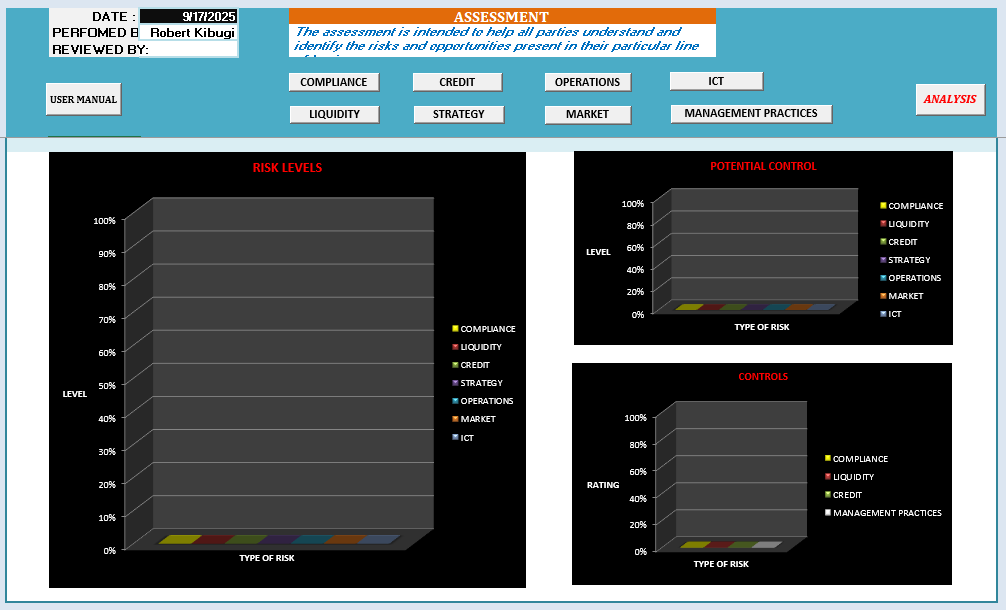 DATE : 9/17/2025
PERFOMED B Robert Kibugi
REVIEWED BY:
ASSESSMENT
The assessment is intended to help all parties understand and
identify the risks and opportunities present in their particular line
USER MANUAL
COMPLIANCE CREDIT OPERATIONS ICT
LIQUIDITY STRATEGY MARKET MANAGEMENT PRACTICES
ANALYSIS
RISK LEVELS
100%
90%
80%
70%
60%
50%
40%
30%
20%
10%
0%
LEVEL
TYPE OF RISK
COMPLIANCE
LIQUIDITY
CREDIT
STRATEGY
OPERATIONS
MARKET
ICT
POTENTIAL CONTROL
100%
80%
60%
40%
20%
0%
LEVEL
TYPE OF RISK
COMPLIANCE
LIQUIDITY
CREDIT
STRATEGY
OPERATIONS
MARKET
ICT
CONTROLS
100%
80%
60%
40%
20%
0%
RATING
TYPE OF RISK
COMPLIANCE
LIQUIDITY
CREDIT
MANAGEMENT PRACTICES